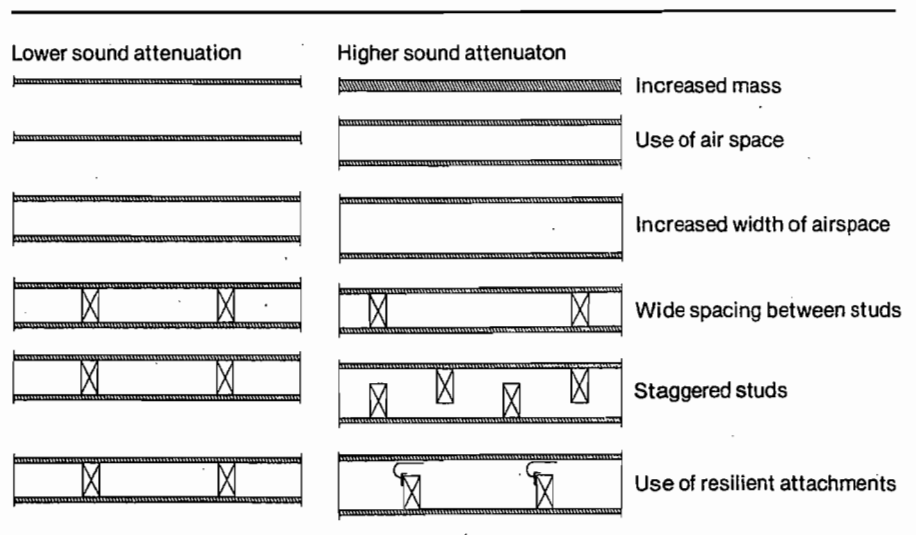 Lower sound attenuation
Higher sound attenuaton
Increased mass
Use of air space
Increased width of airspace
Wide spacing between studs
Staggered studs
Use of resilient attachments